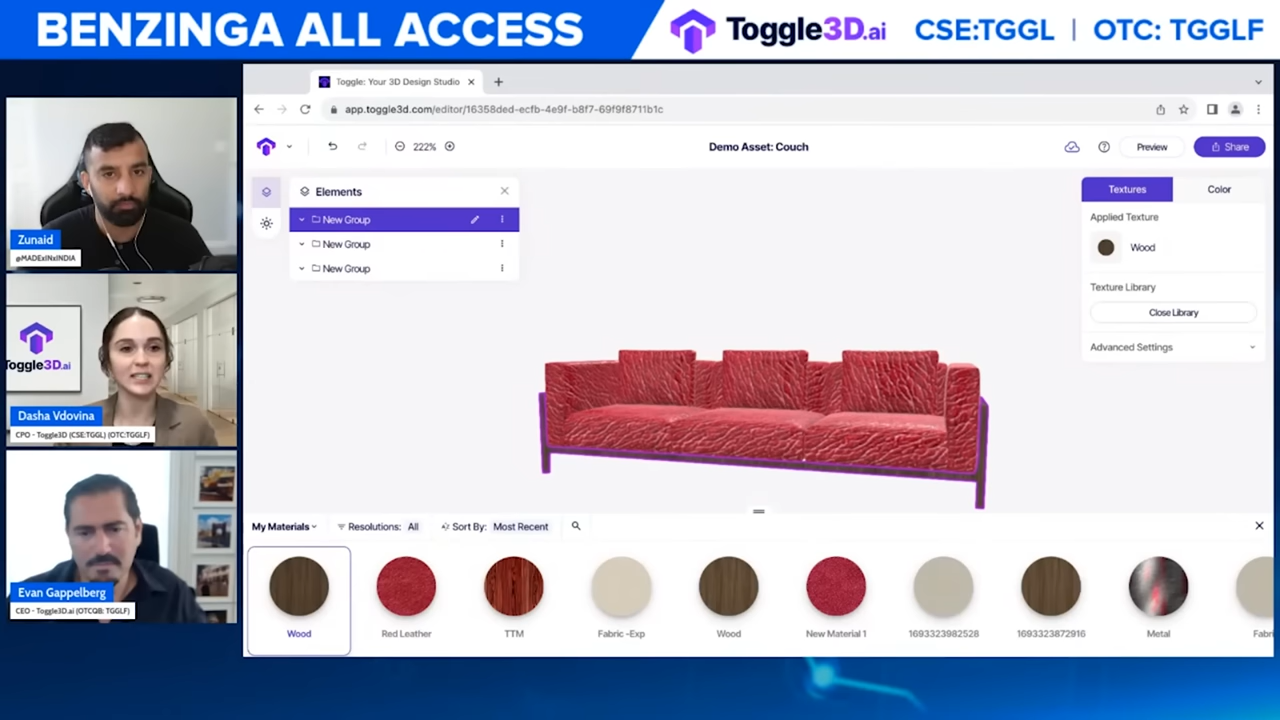 BENZINGA ALL ACCESS
Toggle3D.ai
CSE:TGGL | OTC: TGGLF
Toggle: Your 3D Design Studio
app.toggle3d.com/editor/16358ded-ecfb-4e9f-b8f7-69f9f8711b1c
222%
Demo Asset: Couch
Preview
Share
Elements
New Group
New Group
New Group
Textures
Color
Applied Texture
Wood
Texture Library
Close Library
Advanced Settings
Zunaid
@MADExINxINDIA
Toggle3D.ai
Dasha Vdovina
CPO - Toggle3D (CSE:TGGL) (OTC:TGGLF)
Evan Gappelberg
CEO - Toggle3D.ai (OTCQB: TGGLF)
My Materials
Resolutions: All
Sort By: Most Recent
Wood
Red Leather
TTM
Fabric -Exp
Wood
New Material 1
1693323982528
1693323872916
Metal
Fabri